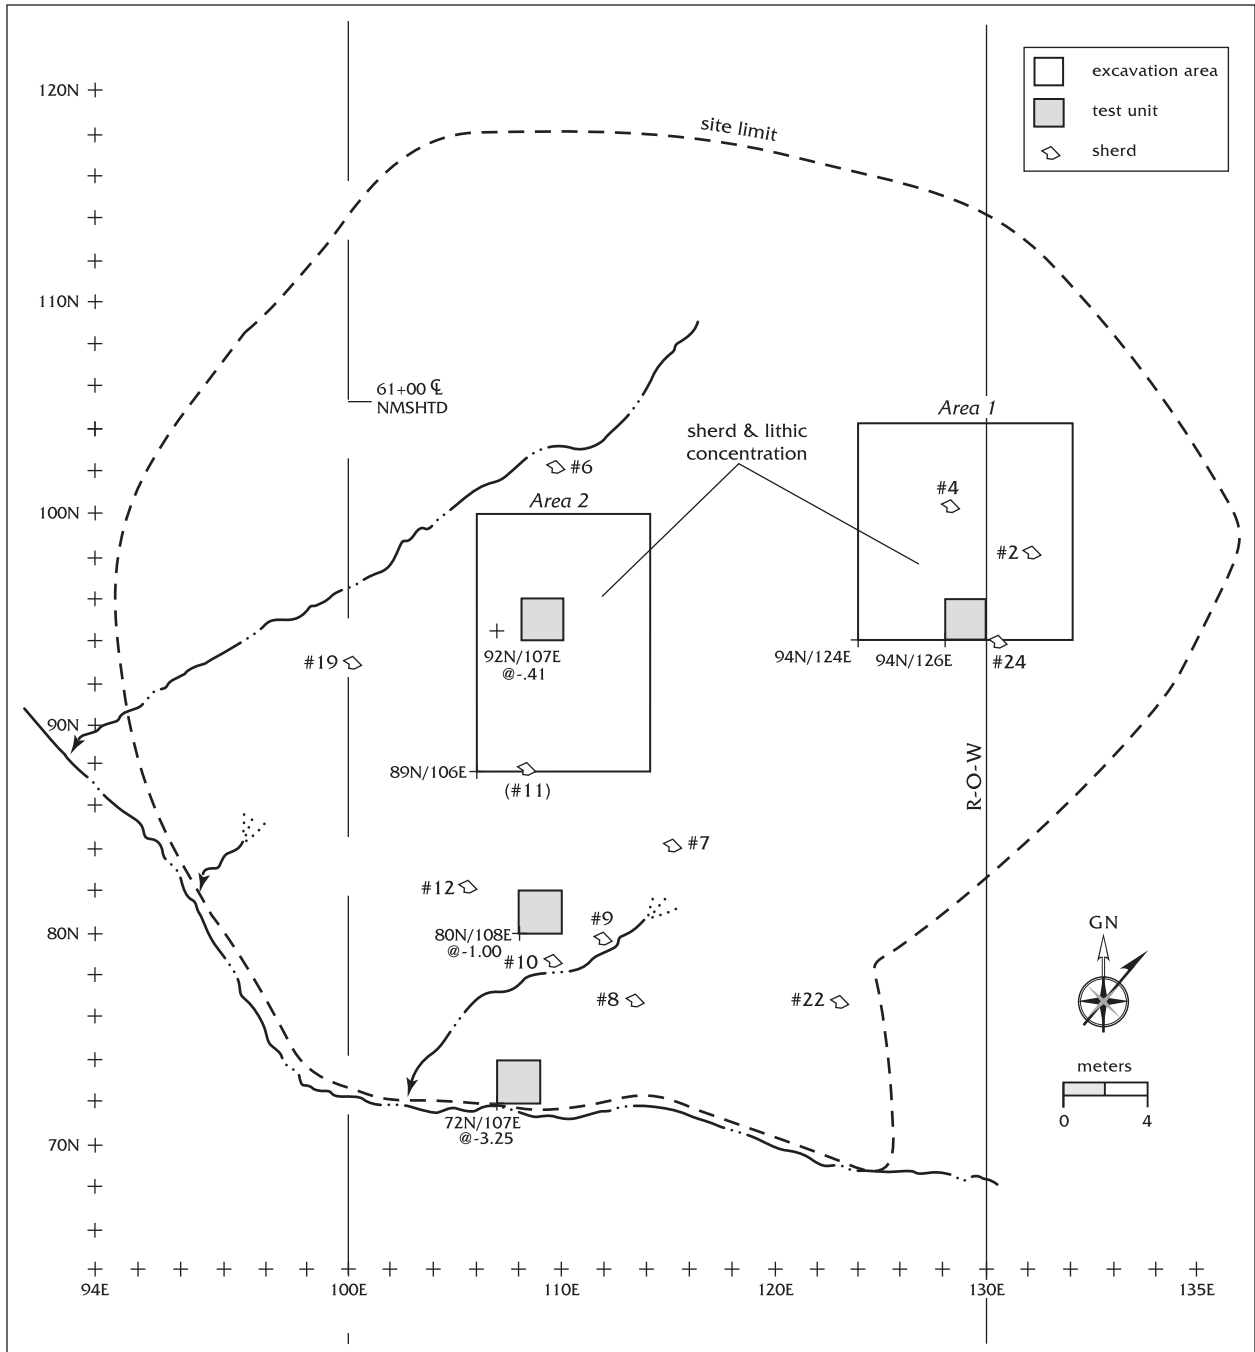 120N
site limit
excavation area
test unit
sherd
110N
61+00 ℄
NMSHTD
Area 1
sherd & lithic
concentration
#6
Area 2
#4
100N
#2
92N/107E
@-.41
#19
94N/124E
94N/126E
#24
90N
R-O-W
89N/106E
(#11)
#7
#12
#9
80N
80N/108E
@-1.00
#10
#8
#22
GN
meters
0
4
72N/107E
@-3.25
70N
94E
100E
110E
120E
130E
135E